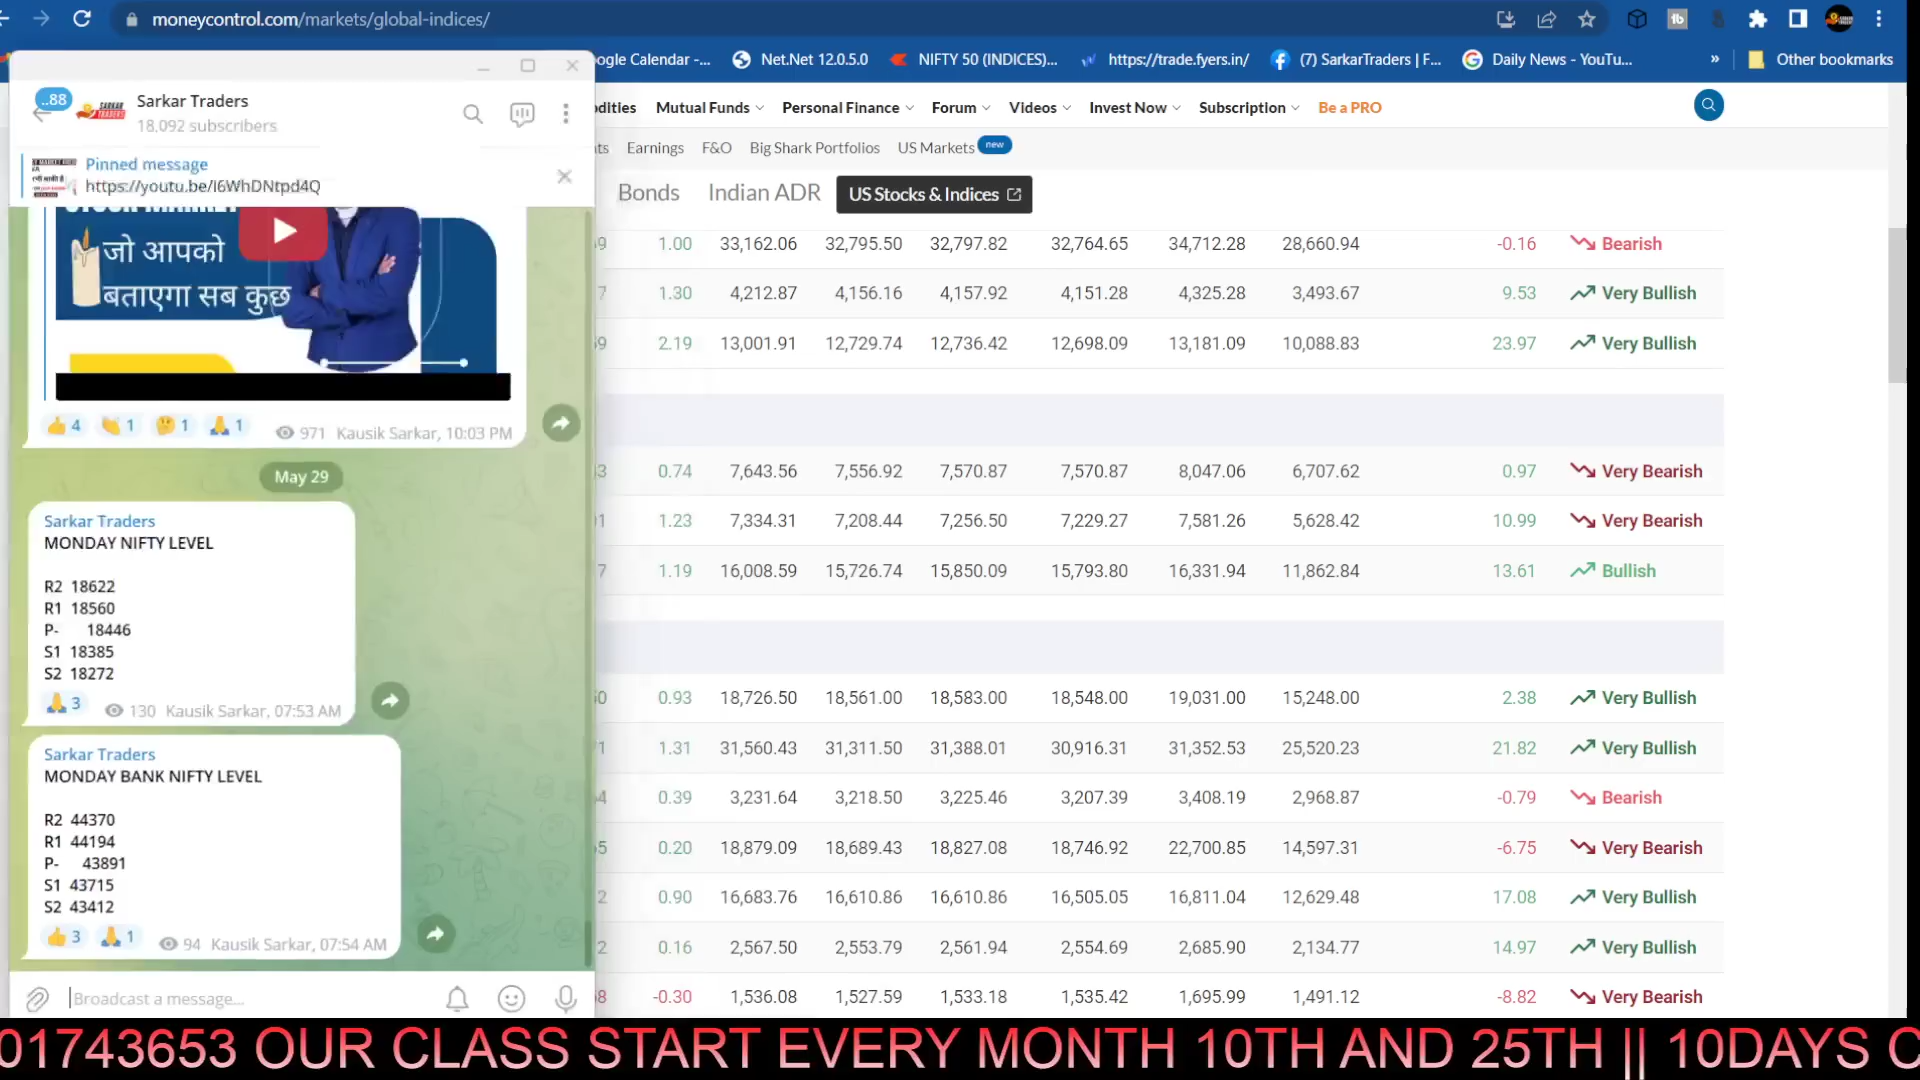 moneycontrol.com/markets/global-indices/
ogle Calendar -...
Net.Net 12.0.5.0
NIFTY 50 (INDICES)...
https://trade.fyers.in/
(7) SarkarTraders | F...
Daily News - YouTu...
»
Other bookmarks
..88
Sarkar Traders
18,092 subscribers
Pinned message
https://youtu.be/I6WhDNtpd4Q
जो आपको
बताएगा सब कुछ
4 1 1 1 971 Kausik Sarkar, 10:03 PM
May 29
Sarkar Traders
MONDAY NIFTY LEVEL
R2 18622
R1 18560
P- 18446
S1 18385
S2 18272
3 130 Kausik Sarkar, 07:53 AM
Sarkar Traders
MONDAY BANK NIFTY LEVEL
R2 44370
R1 44194
P- 43891
S1 43715
S2 43412
3 1 94 Kausik Sarkar, 07:54 AM
Broadcast a message...
odities Mutual Funds Personal Finance Forum Videos Invest Now Subscription Be a PRO
ts Earnings F&O Big Shark Portfolios US Markets new
Bonds Indian ADR US Stocks & Indices
1.00 33,162.06 32,795.50 32,797.82 32,764.65 34,712.28 28,660.94 -0.16 Bearish
7 1.30 4,212.87 4,156.16 4,157.92 4,151.28 4,325.28 3,493.67 9.53 Very Bullish
59 2.19 13,001.91 12,729.74 12,736.42 12,698.09 13,181.09 10,088.83 23.97 Very Bullish
3 0.74 7,643.56 7,556.92 7,570.87 7,570.87 8,047.06 6,707.62 0.97 Very Bearish
1 1.23 7,334.31 7,208.44 7,256.50 7,229.27 7,581.26 5,628.42 10.99 Very Bearish
7 1.19 16,008.59 15,726.74 15,850.09 15,793.80 16,331.94 11,862.84 13.61 Bullish
0 0.93 18,726.50 18,561.00 18,583.00 18,548.00 19,031.00 15,248.00 2.38 Very Bullish
1 1.31 31,560.43 31,311.50 31,388.01 30,916.31 31,352.53 25,520.23 21.82 Very Bullish
4 0.39 3,231.64 3,218.50 3,225.46 3,207.39 3,408.19 2,968.87 -0.79 Bearish
5 0.20 18,879.09 18,689.43 18,827.08 18,746.92 22,700.85 14,597.31 -6.75 Very Bearish
2 0.90 16,683.76 16,610.86 16,610.86 16,505.05 16,811.04 12,629.48 17.08 Very Bullish
2 0.16 2,567.50 2,553.79 2,561.94 2,554.69 2,685.90 2,134.77 14.97 Very Bullish
8 -0.30 1,536.08 1,527.59 1,533.18 1,535.42 1,695.99 1,491.12 -8.82 Very Bearish
01743653 OUR CLASS START EVERY MONTH 10TH AND 25TH || 10DAYS C